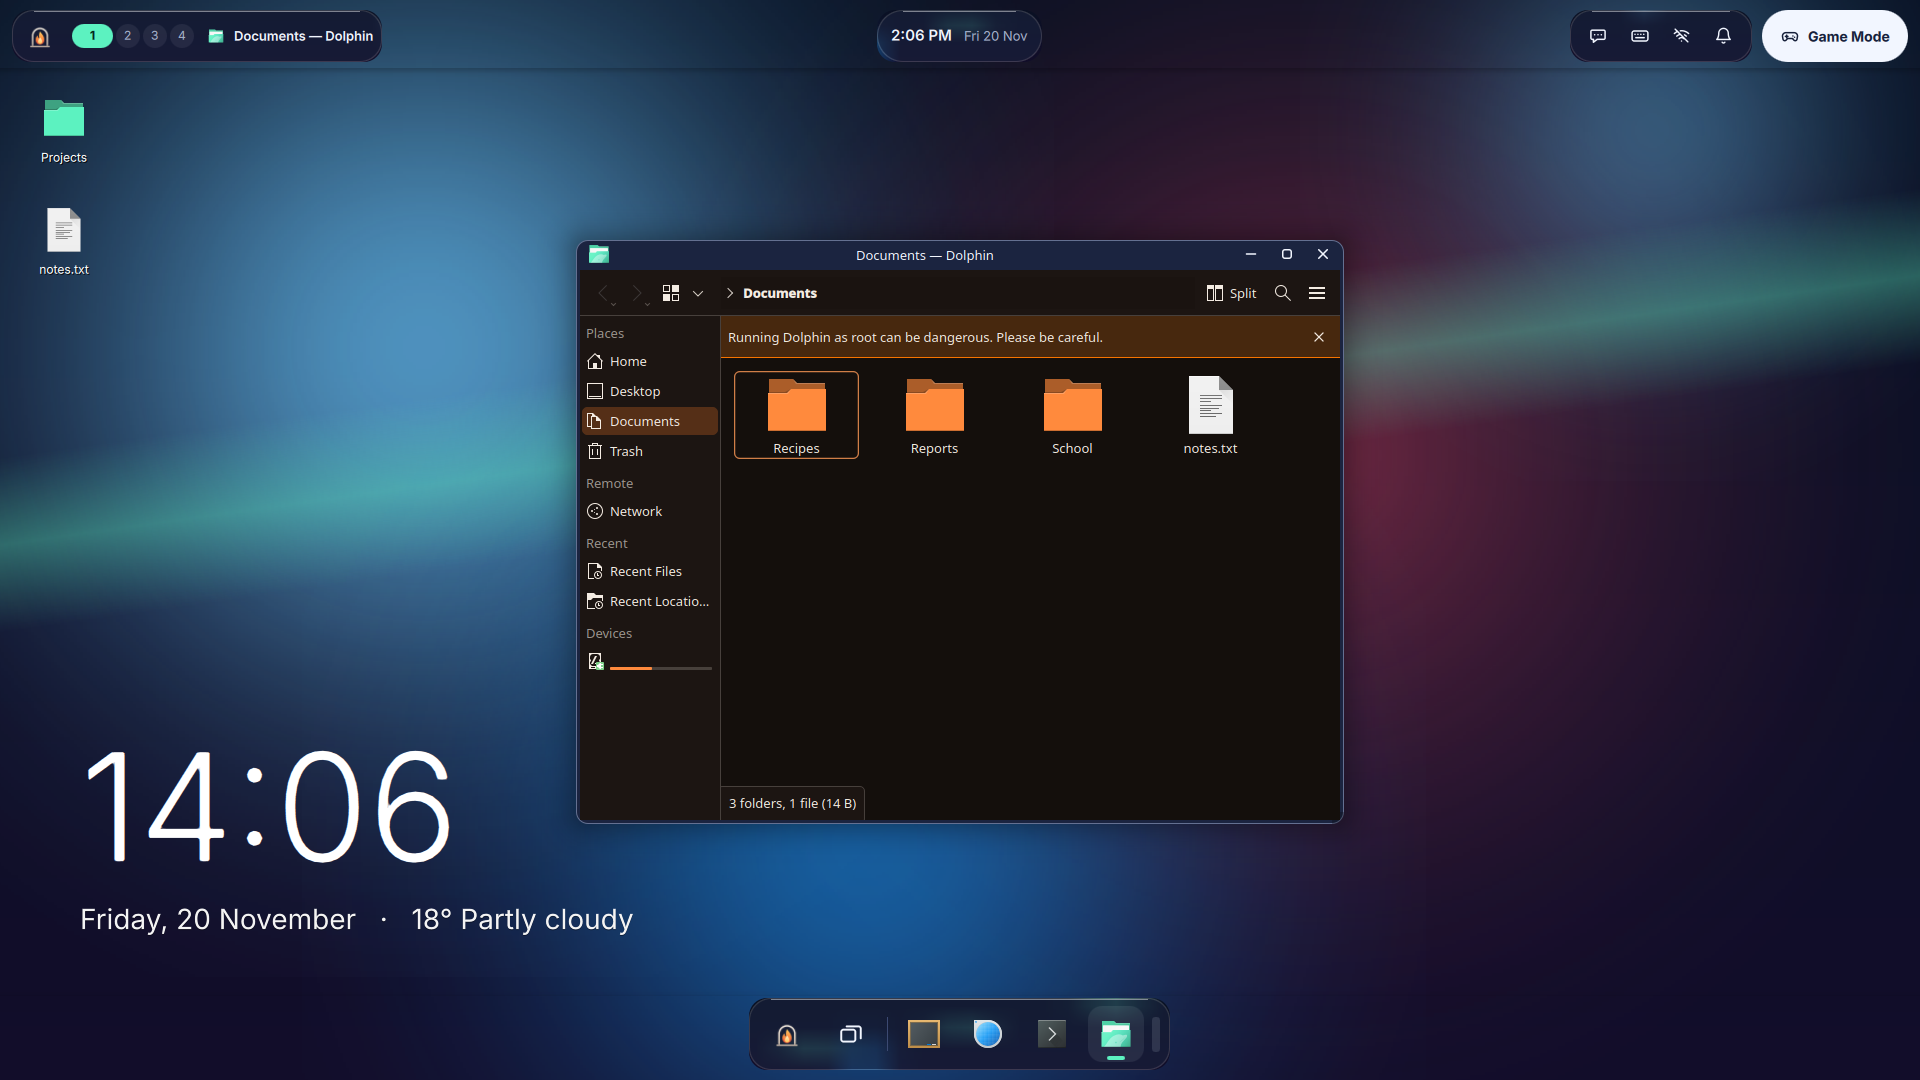 1 2 3 4 Documents — Dolphin
2:06 PM Fri 20 Nov
Game Mode
Projects
notes.txt
Documents — Dolphin
Documents
Split
Places
Home
Desktop
Documents
Trash
Remote
Network
Recent
Recent Files
Recent Locatio...
Devices
Running Dolphin as root can be dangerous. Please be careful.
Recipes
Reports
School
notes.txt
3 folders, 1 file (14 B)
14:06
Friday, 20 November · 18° Partly cloudy